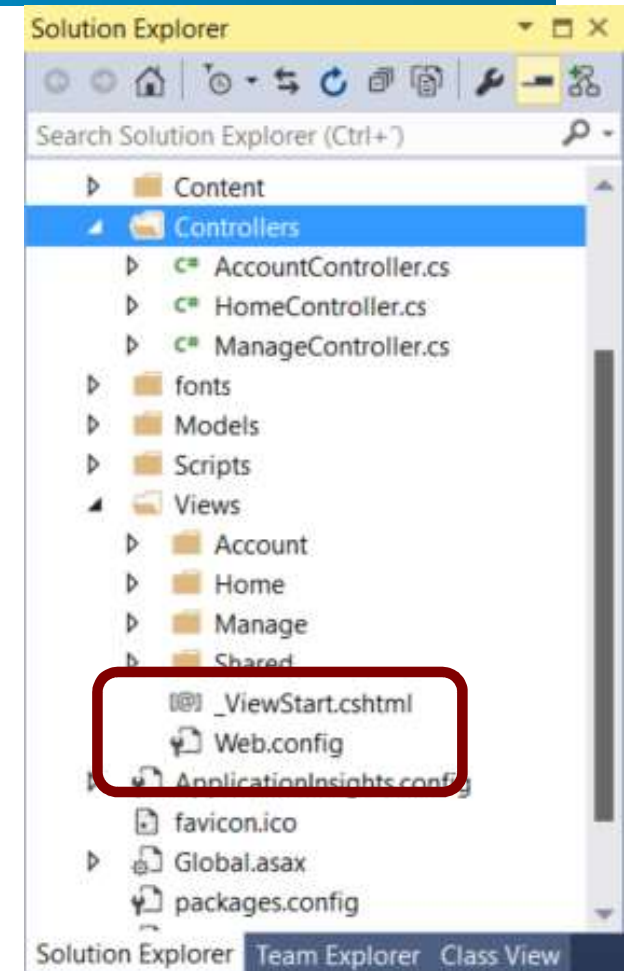 Solution Explorer
Search Solution Explorer (Ctrl+¨)
Content
Controllers
C# AccountController.cs
C# HomeController.cs
C# ManageController.cs
fonts
Models
Scripts
Views
Account
Home
Manage
Shared
[@] _ViewStart.cshtml
Web.config
ApplicationInsights.config
favicon.ico
Global.asax
packages.config
Solution Explorer Team Explorer Class View